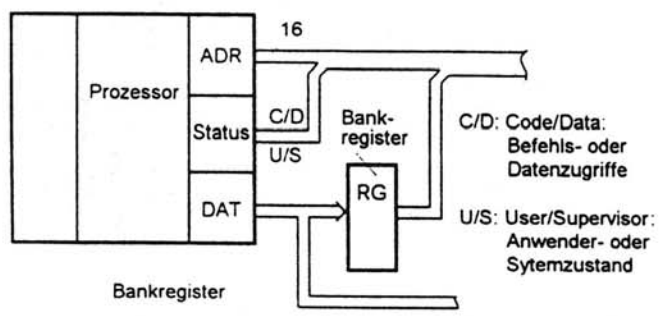 16
ADR
Prozessor
C/D
Status
U/S
DAT
Bank-
register
RG
C/D: Code/Data:
Befehls- oder
Datenzugriffe
U/S: User/Supervisor:
Anwender- oder
Sytemzustand
Bankregister